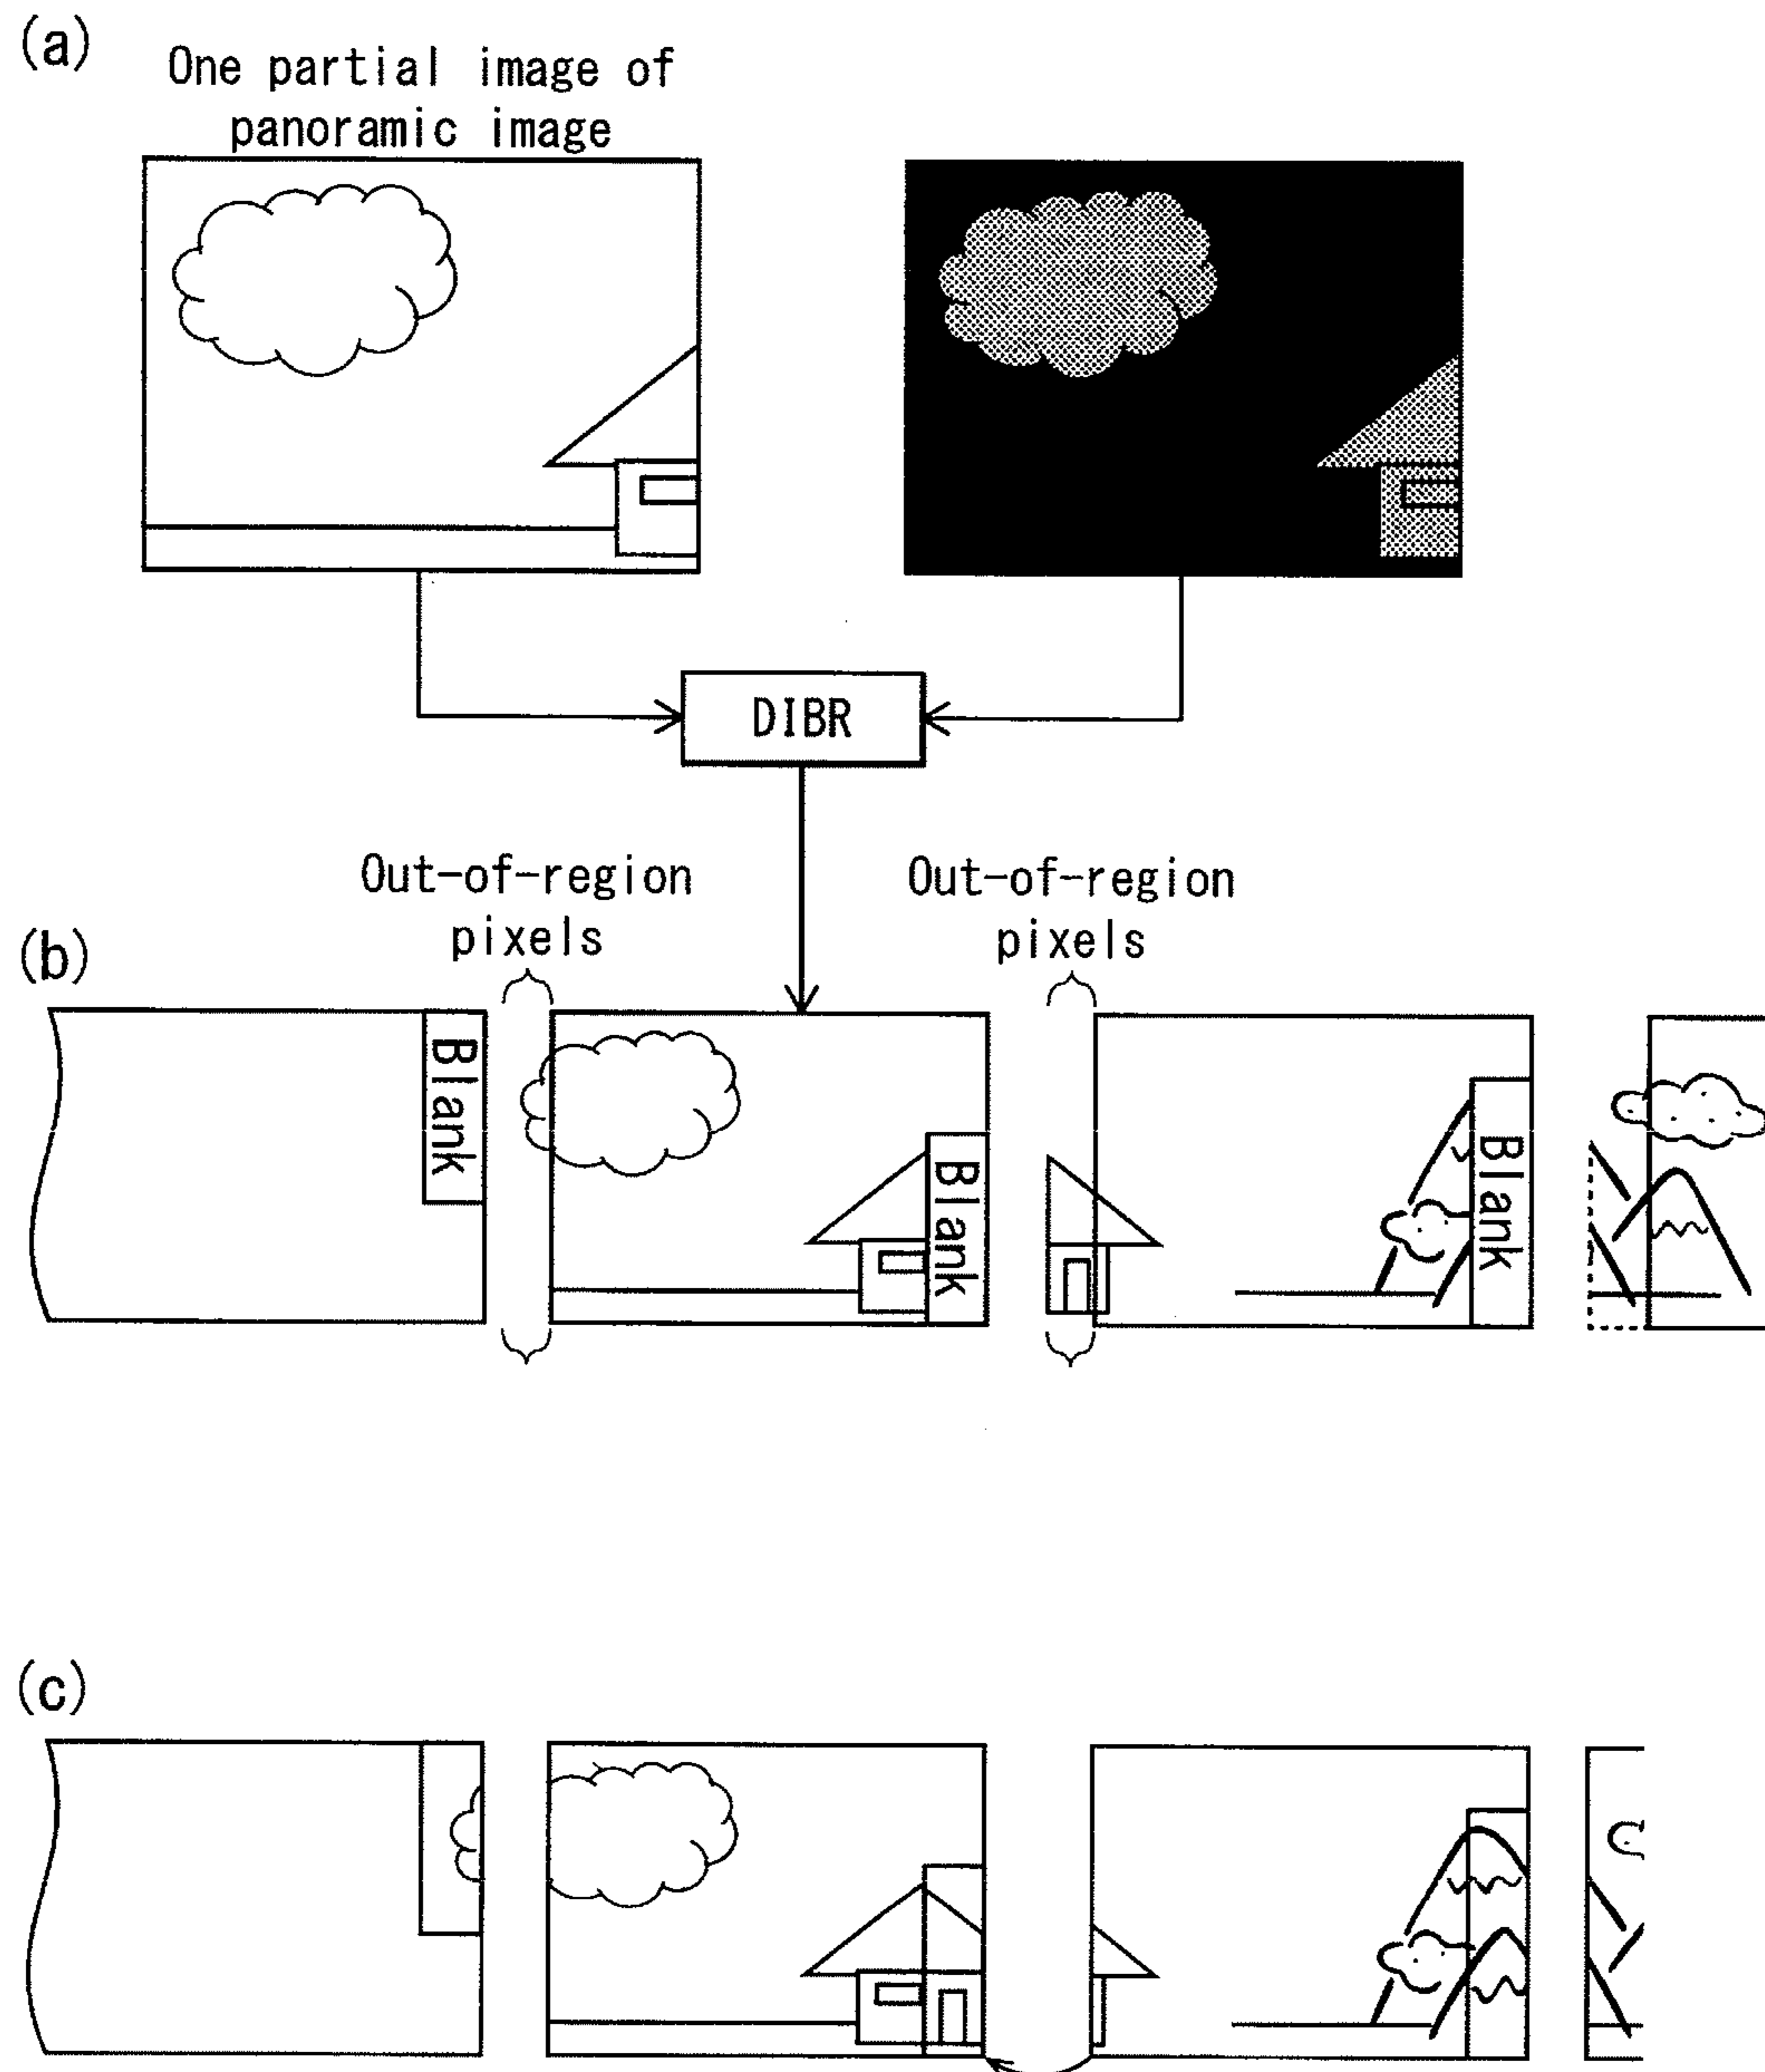 (a)
One partial image of
panoramic image
DIBR
Out-of-region
pixels
Out-of-region
pixels
(b)
Blank
Blank
Blank
(c)